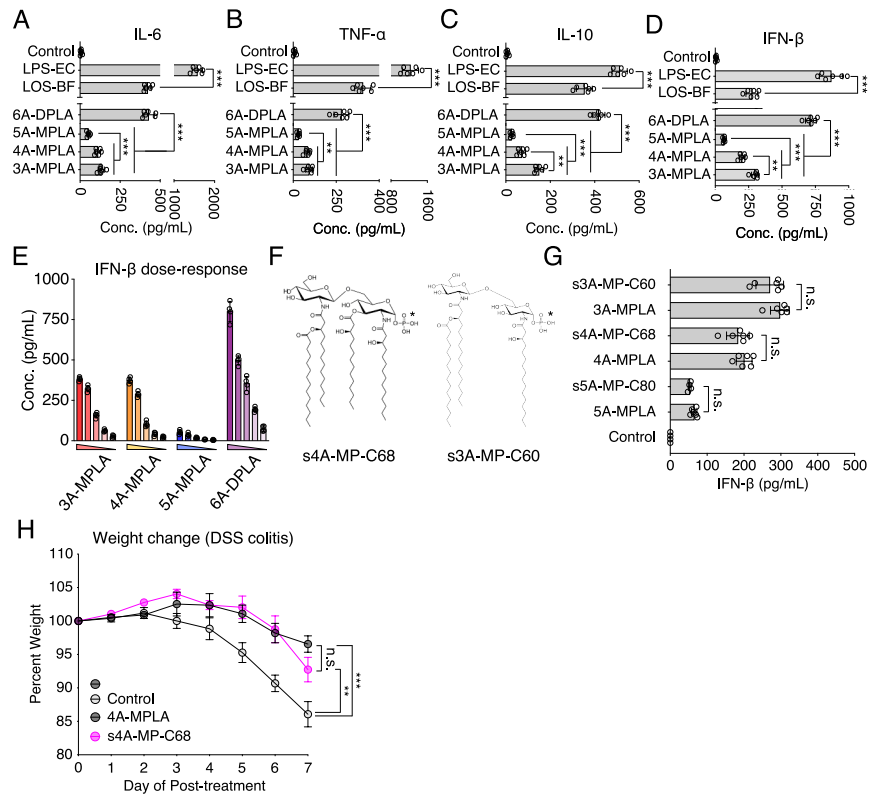 A
IL-6
Control
LPS-EC
LOS-BF
6A-DPLA
5A-MPLA
4A-MPLA
3A-MPLA
***
***
***
0
50
250
1000
2000
Conc. (pg/mL)
B
TNF-α
Control
LPS-EC
LOS-BF
6A-DPLA
5A-MPLA
4A-MPLA
3A-MPLA
***
**
***
0
250
400
800
1600
Conc. (pg/mL)
C
IL-10
Control
LPS-EC
LOS-BF
6A-DPLA
5A-MPLA
4A-MPLA
3A-MPLA
***
**
***
***
0
200
400
600
Conc. (pg/mL)
D
IFN-β
Control
LPS-EC
LOS-BF
6A-DPLA
5A-MPLA
4A-MPLA
3A-MPLA
***
**
***
***
0
250
500
750
1000
Conc. (pg/mL)
E
IFN-β dose-response
Conc. (pg/mL)
1000
750
500
250
0
3A-MPLA
4A-MPLA
5A-MPLA
6A-DPLA
F
*
s4A-MP-C68
*
s3A-MP-C60
G
s3A-MP-C60
3A-MPLA
s4A-MP-C68
4A-MPLA
s5A-MP-C80
5A-MPLA
Control
n.s.
n.s.
n.s.
0
100
200
300
400
500
IFN-β (pg/mL)
H
Weight change (DSS colitis)
Percent Weight
110
105
100
95
90
85
80
Control
4A-MPLA
s4A-MP-C68
n.s.
**
***
0
1
2
3
4
5
6
7
Day of Post-treatment